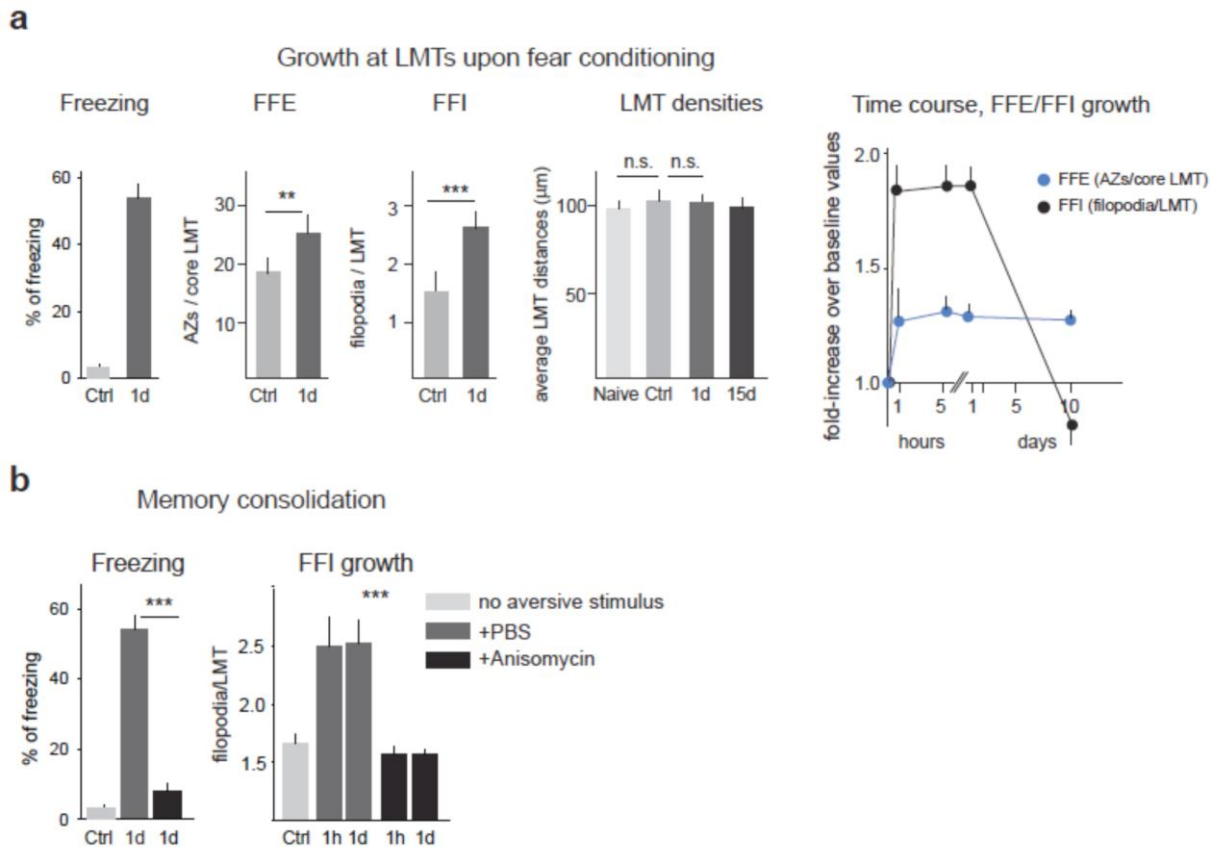 a
Growth at LMTs upon fear conditioning
Freezing
% of freezing
60
40
20
0
Ctrl 1d
FFE
AZs / core LMT
30
20
10
**
Ctrl 1d
FFI
filopodia / LMT
3
2
1
***
Ctrl 1d
LMT densities
average LMT distances (µm)
100
50
n.s. n.s.
Naive Ctrl 1d 15d
Time course, FFE/FFI growth
fold-increase over baseline values
2.0
1.5
1.0
FFE (AZs/core LMT)
FFI (filopodia/LMT)
1 5 1 5 10
hours days
b
Memory consolidation
Freezing
% of freezing
60
40
20
0
***
Ctrl 1d 1d
FFI growth
filopodia/LMT
2.5
2.0
1.5
***
Ctrl 1h 1d 1h 1d
no aversive stimulus
+PBS
+Anisomycin